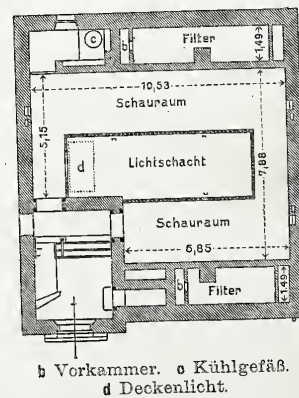 b
Filter
1,49
c
10,53
Schauraum
5,15
7,88
Lichtschacht
d
Schauraum
6,85
b
Filter
1,49
b Vorkammer. c Kühlgefäß.
d Deckenlicht.